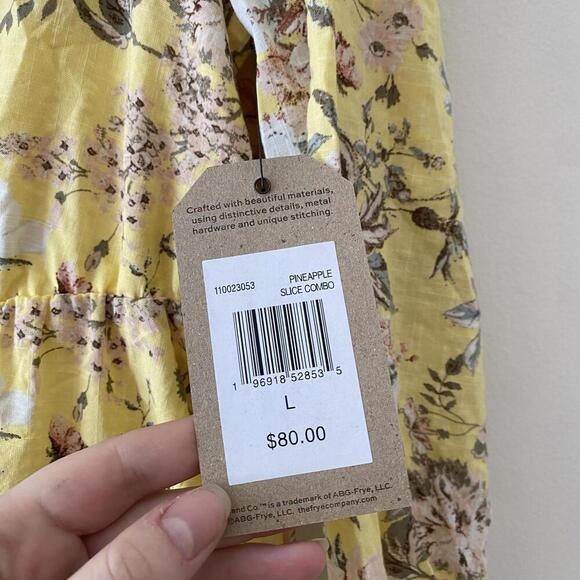 Crafted with beautiful materials,
using distinctive details, metal
hardware and unique stitching.
110023053 PINEAPPLE
SLICE COMBO
1 96918 52853 5
L
$80.00
and Co.™ is a trademark of ABG-Frye, LLC.
©ABG-Frye, LLC. thefryecompany.com